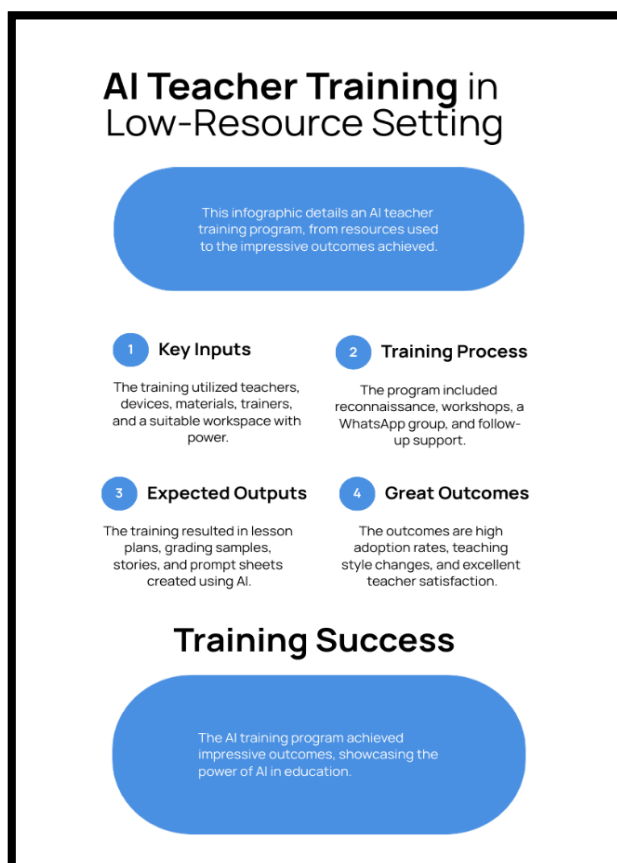 AI Teacher Training in
Low-Resource Setting
This infographic details an AI teacher
training program, from resources used
to the impressive outcomes achieved.
1 Key Inputs
The training utilized teachers,
devices, materials, trainers,
and a suitable workspace with
power.
2 Training Process
The program included
reconnaissance, workshops, a
WhatsApp group, and follow-
up support.
3 Expected Outputs
The training resulted in lesson
plans, grading samples,
stories, and prompt sheets
created using AI.
4 Great Outcomes
The outcomes are high
adoption rates, teaching
style changes, and excellent
teacher satisfaction.
Training Success
The AI training program achieved
impressive outcomes, showcasing the
power of AI in education.